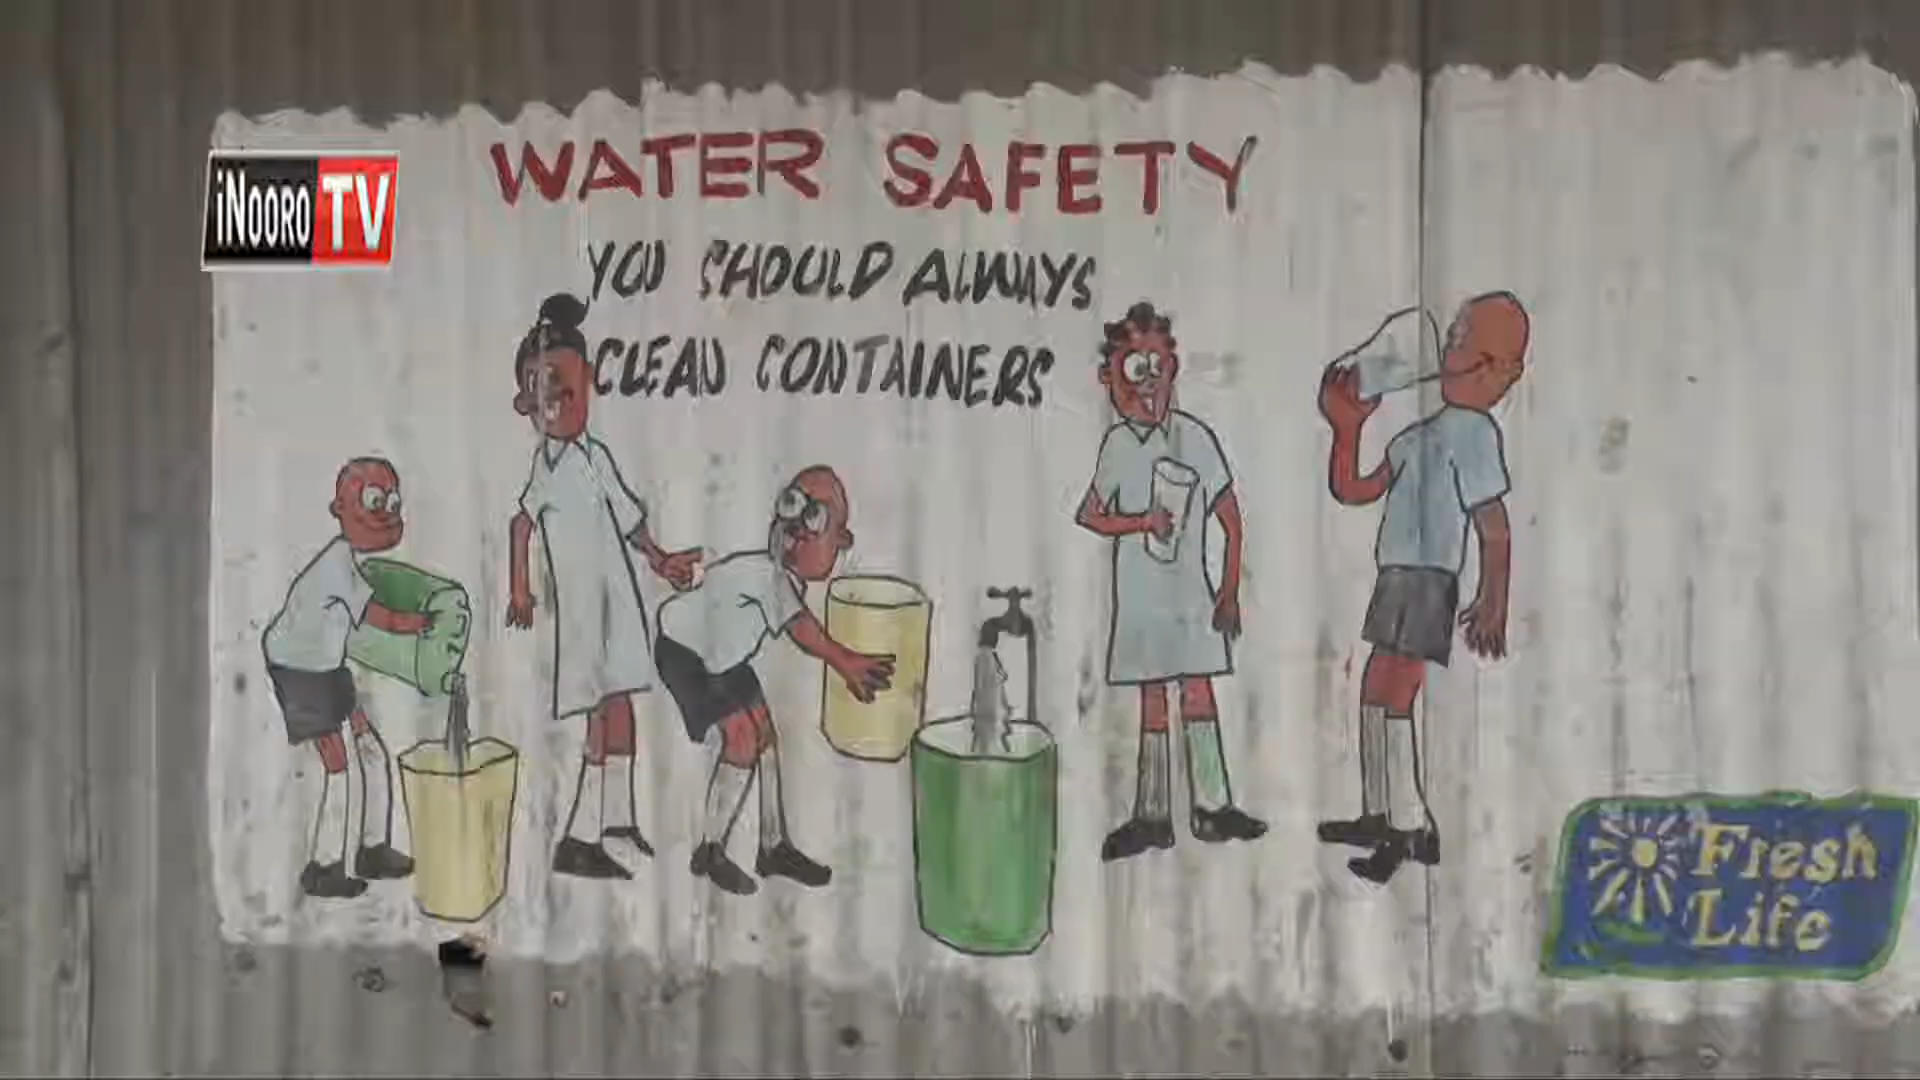 WATER SAFETY
iNOORO TV
YOU SHOULD ALWAYS
CLEAN CONTAINERS
Fresh
Life